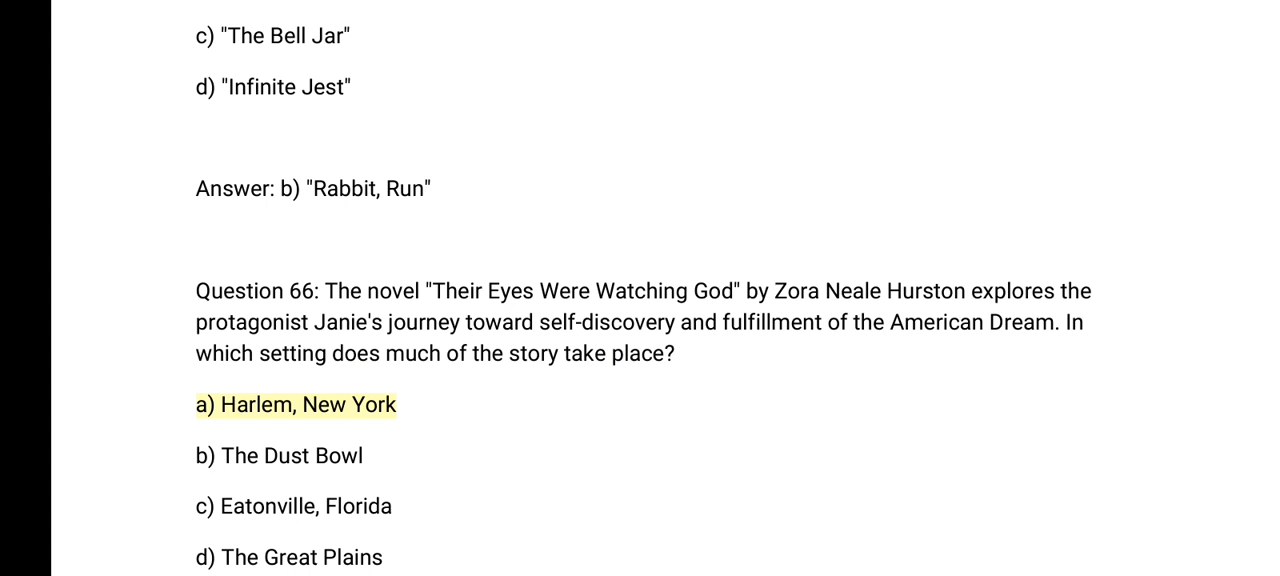 c) "The Bell Jar"
d) "Infinite Jest"
Answer: b) "Rabbit, Run"
Question 66: The novel "Their Eyes Were Watching God" by Zora Neale Hurston explores the
protagonist Janie's journey toward self-discovery and fulfillment of the American Dream. In
which setting does much of the story take place?
a) Harlem, New York
b) The Dust Bowl
c) Eatonville, Florida
d) The Great Plains